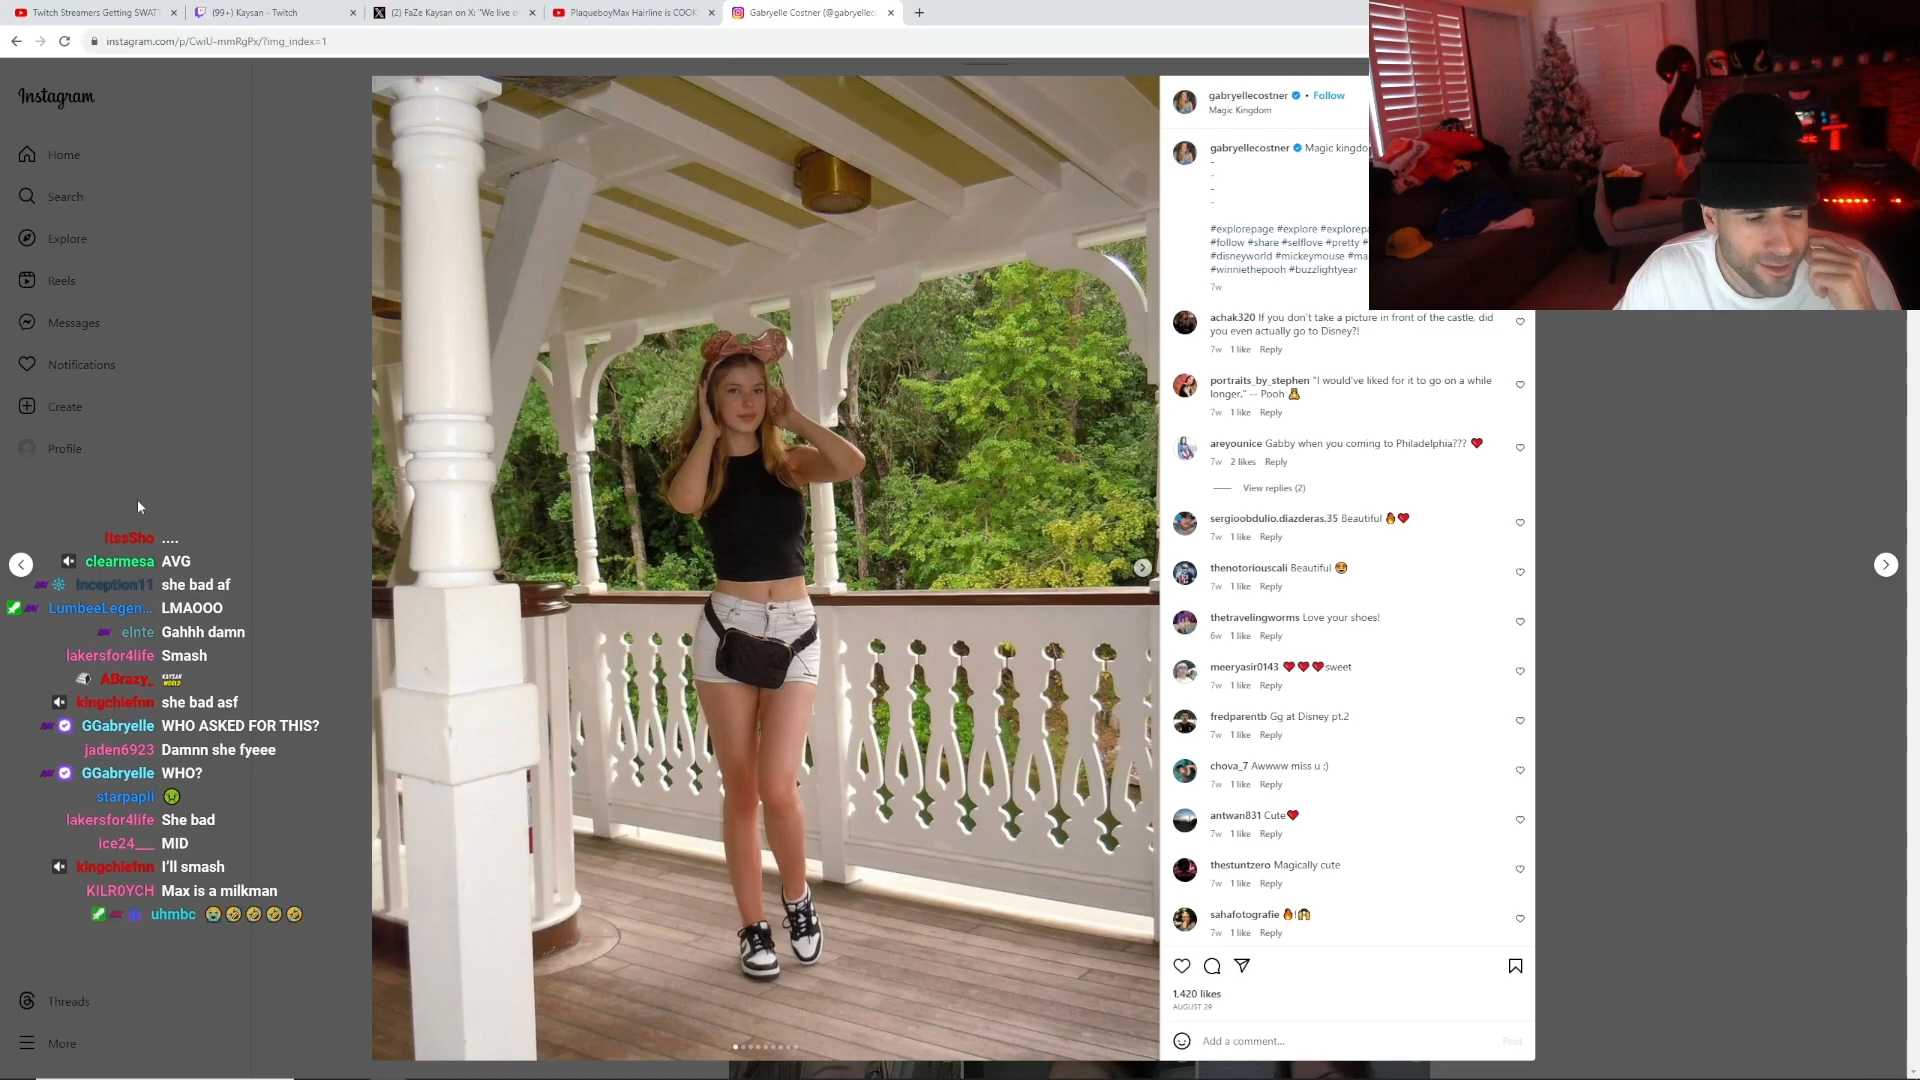 Twitch Streamers Getting SWAT
(99+) Kaysan - Twitch
(2) FaZe Kaysan on X: "We live o
PlaqueboyMax Hairline is COOK
Gabryelle Costner (@gabryellec
instagram.com/p/CwiU-mmRgPx/?img_index=1
Instagram
Home
Search
Explore
Reels
Messages
Notifications
Create
Profile
ItssSho ....
clearmesa AVG
Inception11 she bad af
LumbeeLegen... LMAOOO
elnte Gahhh damn
lakersfor4life Smash
ABrazy_ KAYSAN WORLD
kingchiefnn she bad asf
GGabryelle WHO ASKED FOR THIS?
jaden6923 Damnn she fyeee
GGabryelle WHO?
starpapii 🤢
lakersfor4life She bad
ice24___ MID
kingchiefnn I'll smash
KILR0YCH Max is a milkman
uhmbc 😭🤣🤣🤣🤣
Threads
More
gabryellecostner • Follow
Magic Kingdom
gabryellecostner Magic kingdo
-
-
-
-
#explorepage #explore #explorepa
#follow #share #selflove #pretty #
#disneyworld #mickeymouse #ma
#winniethepooh #buzzlightyear
7w
achak320 If you don't take a picture in front of the castle, did
you even actually go to Disney?!
7w 1 like Reply
portraits_by_stephen "I would've liked for it to go on a while
longer." -- Pooh 🧸
7w 1 like Reply
areyounice Gabby when you coming to Philadelphia??? ❤️
7w 2 likes Reply
View replies (2)
sergioobdulio.diazderas.35 Beautiful 🔥❤️
7w 1 like Reply
thenotoriouscali Beautiful 😍
7w 1 like Reply
thetravelingworms Love your shoes!
6w 1 like Reply
meeryasir0143 ❤️❤️❤️sweet
7w 1 like Reply
fredparentb Gg at Disney pt.2
7w 1 like Reply
chova_7 Awwww miss u :)
7w 1 like Reply
antwan831 Cute❤️
7w 1 like Reply
thestuntzero Magically cute
7w 1 like Reply
sahafotografie 🔥!🙌
7w 1 like Reply
1,420 likes
AUGUST 29
Add a comment...
Post